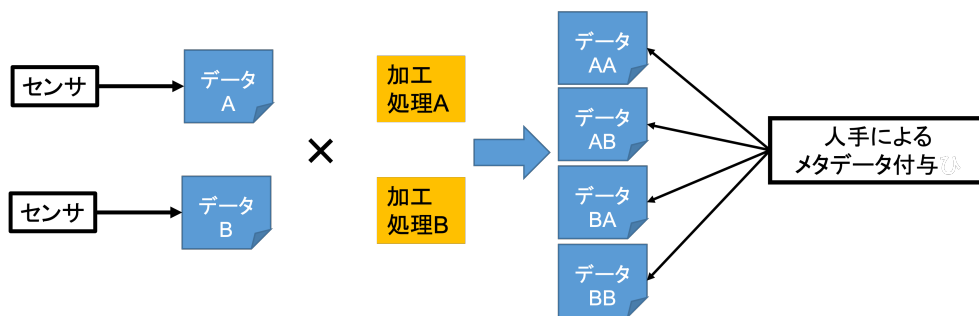 センサ
データ
A
センサ
データ
B
×
加工
処理A
加工
処理B
データ
AA
データ
AB
データ
BA
データ
BB
人手による
メタデータ付与